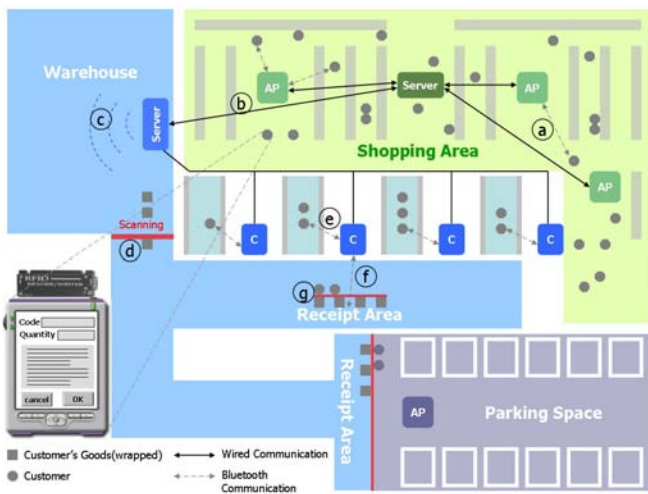 Warehouse
Server
AP
Server
AP
AP
Shopping Area
a
b
c
Scanning
d
C
C
C
C
e
f
g
Receipt Area
Code
Quantity
cancel
OK
Receipt Area
AP
Parking Space
Customer's Goods(wrapped)
Wired Communication
Customer
Bluetooth
Communication